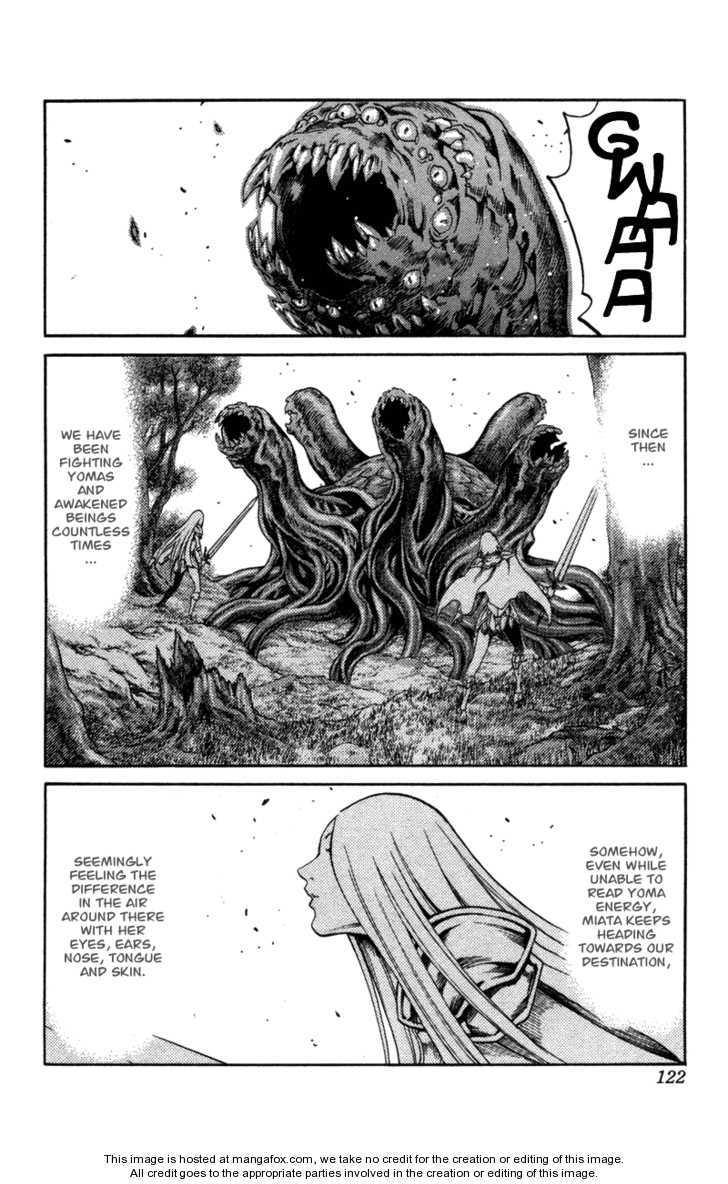 GWAAA
SINCE
THEN
...
WE HAVE
BEEN
FIGHTING
YOMAS
AND
AWAKENED
BEINGS
COUNTLESS
TIMES
...
SOMEHOW,
EVEN WHILE
UNABLE TO
READ YOMA
ENERGY,
MIATA KEEPS
HEADING
TOWARDS OUR
DESTINATION,
SEEMINGLY
FEELING THE
DIFFERENCE
IN THE AIR
AROUND THERE
WITH HER
EYES, EARS,
NOSE, TONGUE
AND SKIN.
122
This image is hosted at mangafox.com, we take no credit for the creation or editing of this image.
All credit goes to the appropriate parties involved in the creation or editing of this image.